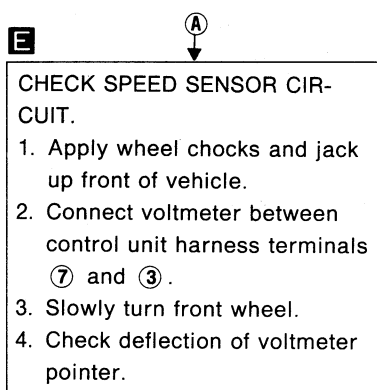 Ⓐ
E
CHECK SPEED SENSOR CIR-
CUIT.
1. Apply wheel chocks and jack
up front of vehicle.
2. Connect voltmeter between
control unit harness terminals
⑦ and ③.
3. Slowly turn front wheel.
4. Check deflection of voltmeter
pointer.